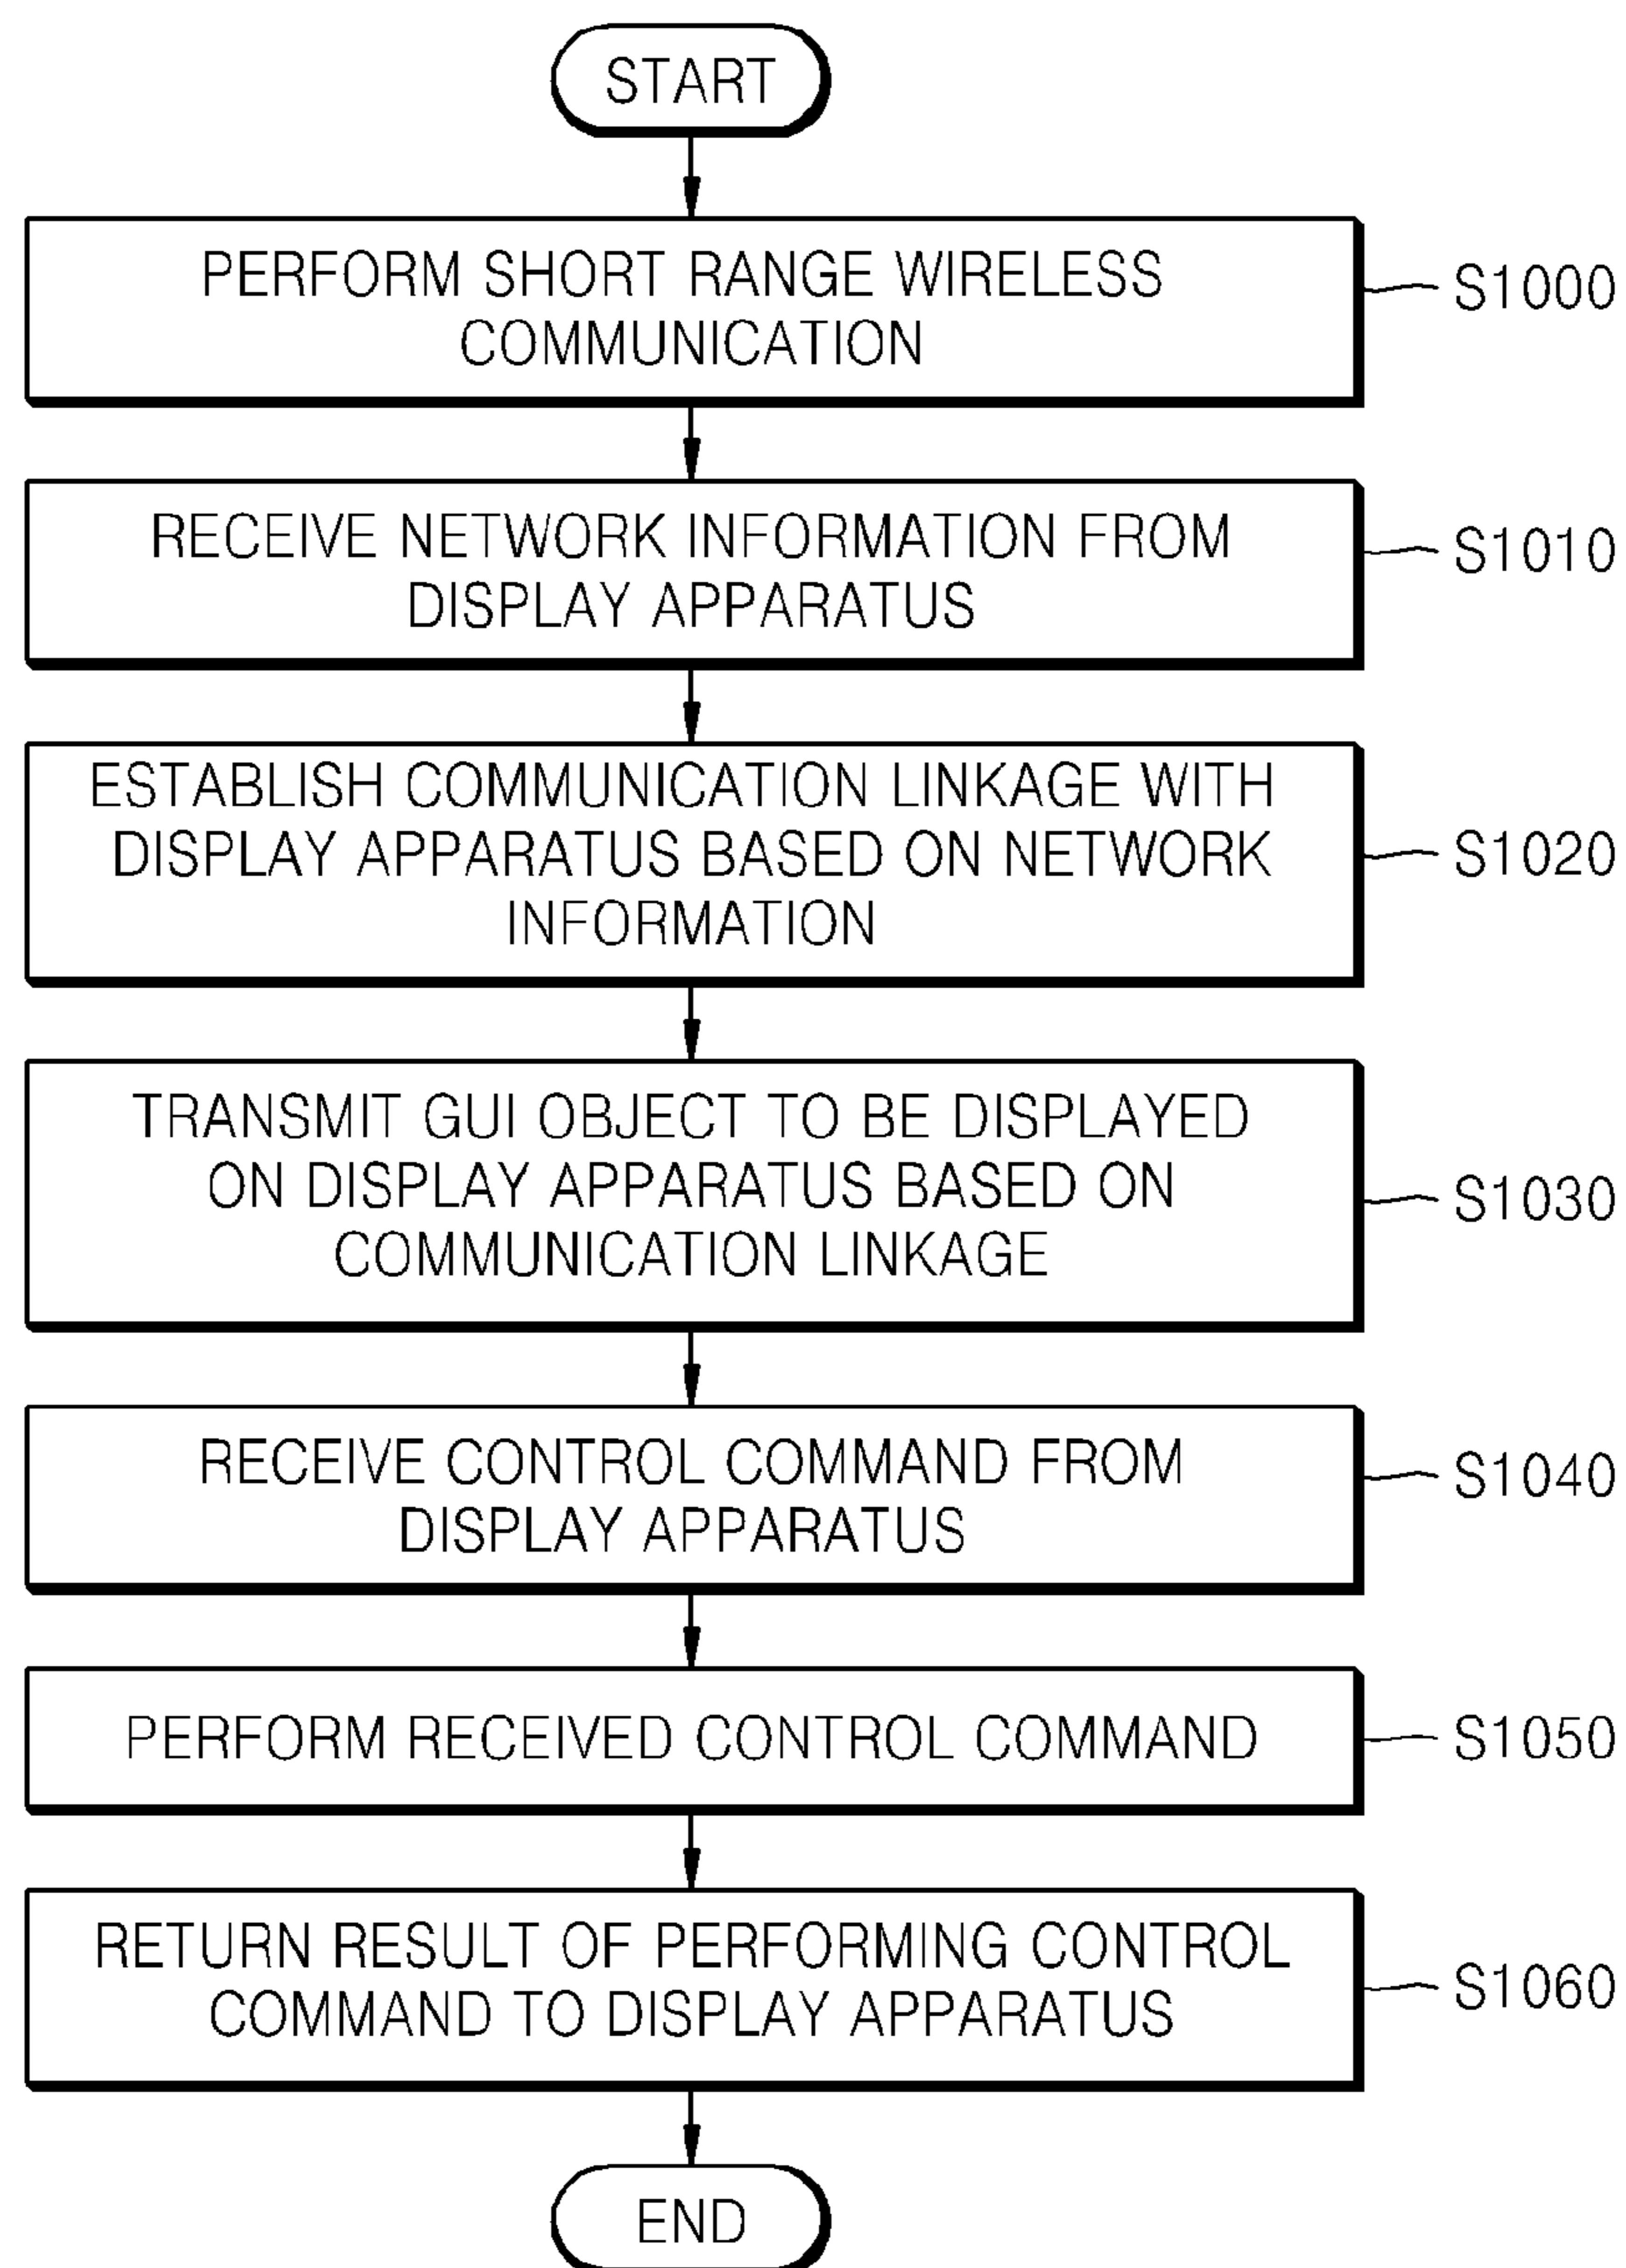 START
PERFORM SHORT RANGE WIRELESS
COMMUNICATION
S1000
RECEIVE NETWORK INFORMATION FROM
DISPLAY APPARATUS
S1010
ESTABLISH COMMUNICATION LINKAGE WITH
DISPLAY APPARATUS BASED ON NETWORK
INFORMATION
S1020
TRANSMIT GUI OBJECT TO BE DISPLAYED
ON DISPLAY APPARATUS BASED ON
COMMUNICATION LINKAGE
S1030
RECEIVE CONTROL COMMAND FROM
DISPLAY APPARATUS
S1040
PERFORM RECEIVED CONTROL COMMAND
S1050
RETURN RESULT OF PERFORMING CONTROL
COMMAND TO DISPLAY APPARATUS
S1060
END